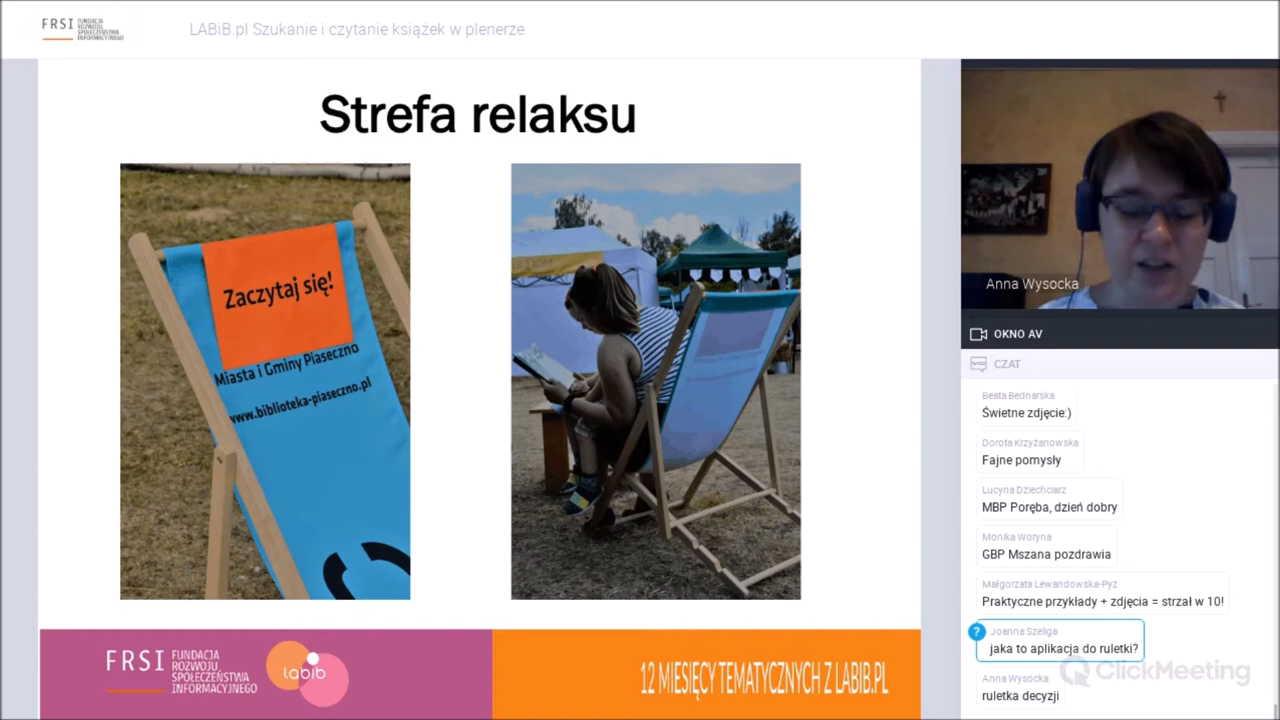 FRSI FUNDACJA
ROZWOJU
SPOŁECZEŃSTWA
INFORMACYJNEGO
LABiB.pl Szukanie i czytanie książek w plenerze
Strefa relaksu
Zaczytaj się!
Miasta i Gminy Piaseczno
www.biblioteka-piaseczno.pl
FRSI FUNDACJA
ROZWOJU
SPOŁECZEŃSTWA
INFORMACYJNEGO
labib
12 MIESIĘCY TEMATYCZNYCH Z LABIB.PL
Anna Wysocka
OKNO AV
CZAT
Beata Bednarska
Świetne zdjęcie:)
Dorota Krzyżanowska
Fajne pomysły
Lucyna Dziechciarz
MBP Poręba, dzień dobry
Monika Woryna
GBP Mszana pozdrawia
Małgorzata Lewandowska-Pyż
Praktyczne przykłady + zdjęcia = strzał w 10!
?
Joanna Szeliga
jaka to aplikacja do ruletki?
ClickMeeting
Anna Wysocka
ruletka decyzji